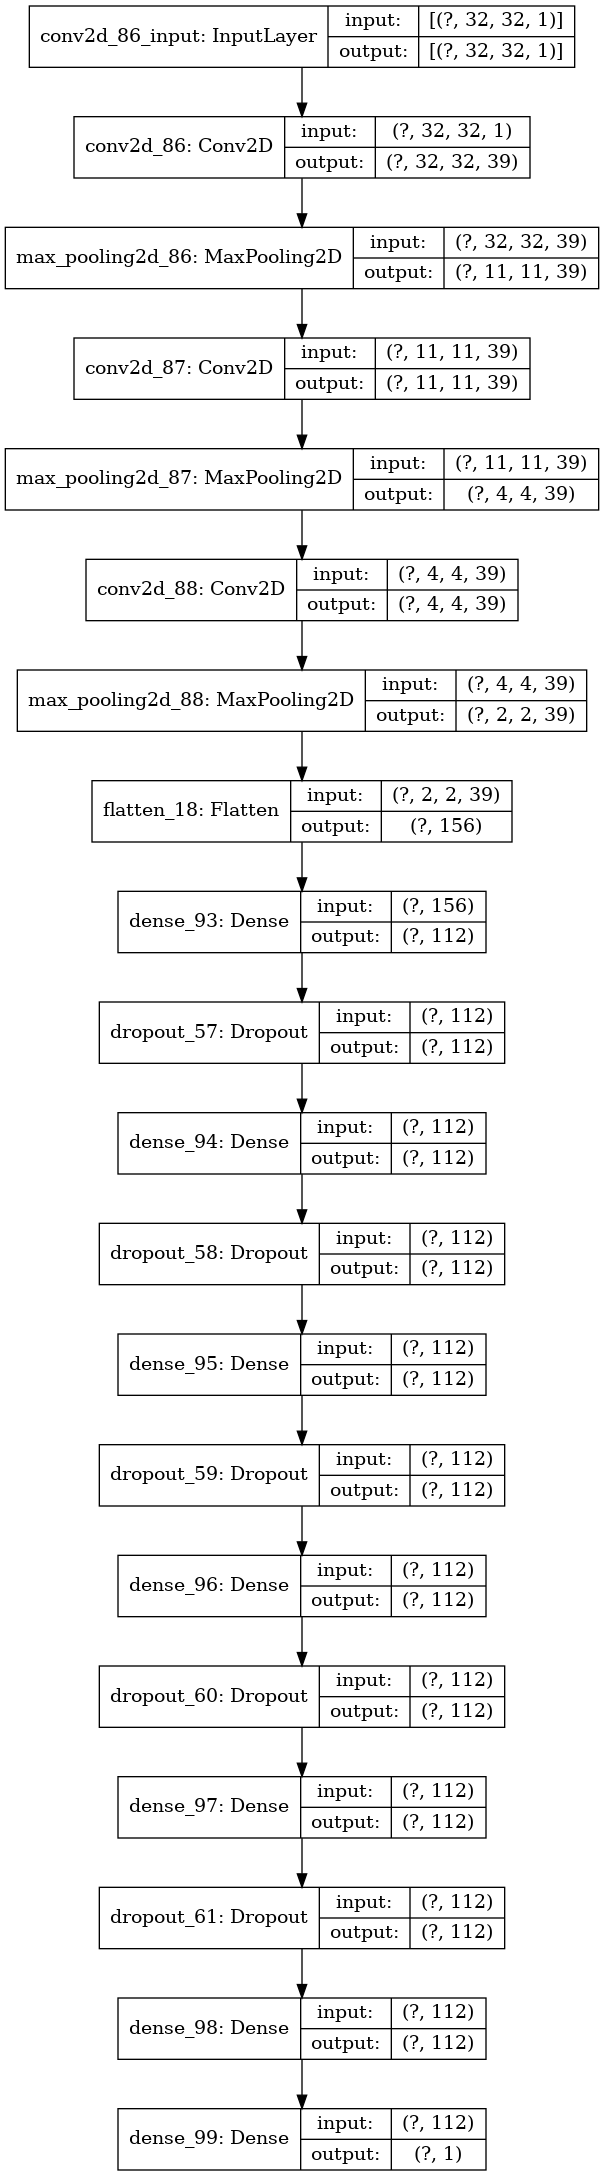 conv2d_86_input: InputLayer input: [(?, 32, 32, 1)]
output: [(?, 32, 32, 1)]
conv2d_86: Conv2D input: (?, 32, 32, 1)
output: (?, 32, 32, 39)
max_pooling2d_86: MaxPooling2D input: (?, 32, 32, 39)
output: (?, 11, 11, 39)
conv2d_87: Conv2D input: (?, 11, 11, 39)
output: (?, 11, 11, 39)
max_pooling2d_87: MaxPooling2D input: (?, 11, 11, 39)
output: (?, 4, 4, 39)
conv2d_88: Conv2D input: (?, 4, 4, 39)
output: (?, 4, 4, 39)
max_pooling2d_88: MaxPooling2D input: (?, 4, 4, 39)
output: (?, 2, 2, 39)
flatten_18: Flatten input: (?, 2, 2, 39)
output: (?, 156)
dense_93: Dense input: (?, 156)
output: (?, 112)
dropout_57: Dropout input: (?, 112)
output: (?, 112)
dense_94: Dense input: (?, 112)
output: (?, 112)
dropout_58: Dropout input: (?, 112)
output: (?, 112)
dense_95: Dense input: (?, 112)
output: (?, 112)
dropout_59: Dropout input: (?, 112)
output: (?, 112)
dense_96: Dense input: (?, 112)
output: (?, 112)
dropout_60: Dropout input: (?, 112)
output: (?, 112)
dense_97: Dense input: (?, 112)
output: (?, 112)
dropout_61: Dropout input: (?, 112)
output: (?, 112)
dense_98: Dense input: (?, 112)
output: (?, 112)
dense_99: Dense input: (?, 112)
output: (?, 1)